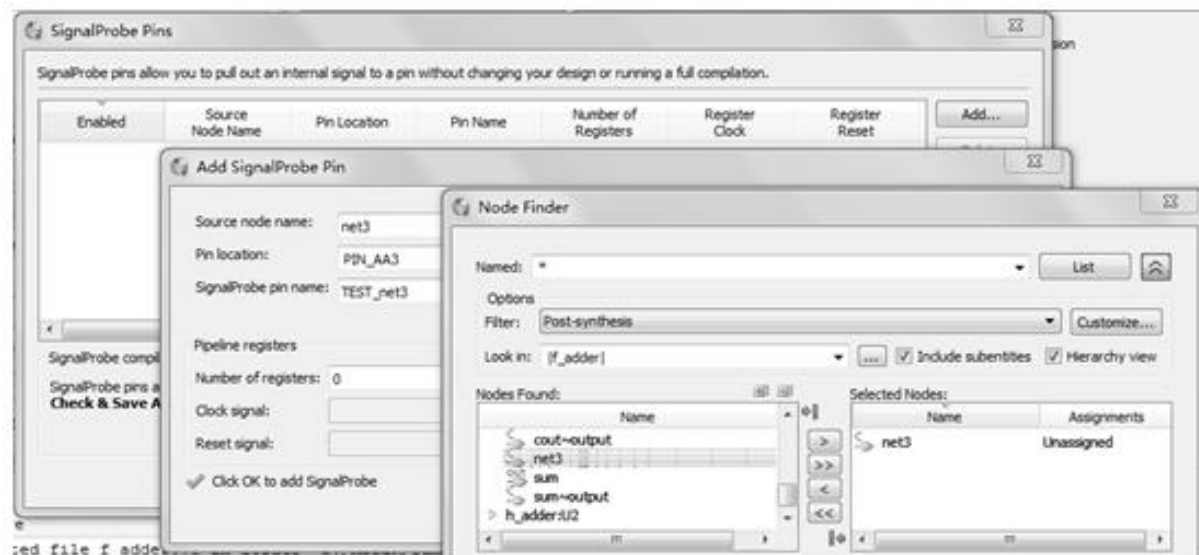 SignalProbe Pins
sion
SignalProbe pins allow you to pull out an internal signal to a pin without changing your design or running a full compilation.
Enabled Source Node Name Pin Location Pin Name Number of Registers Register Clock Register Reset Add...
Add SignalProbe Pin
Node Finder
Source node name: net3
Pin location: PIN_AA3
SignalProbe pin name: TEST_net3
Named: * List
Options
Filter: Post-synthesis Customize...
Look in: |f_adder| ... Include subentities Hierarchy view
SignalProbe compil
SignalProbe pins a
Check & Save A
Pipeline registers
Number of registers: 0
Clock signal:
Reset signal:
Click OK to add SignalProbe
Nodes Found:
Name
cout~output
net3
sum
sum~output
h_adder:U2
>
>>
<
<<
Selected Nodes:
Name Assignments
net3 Unassigned